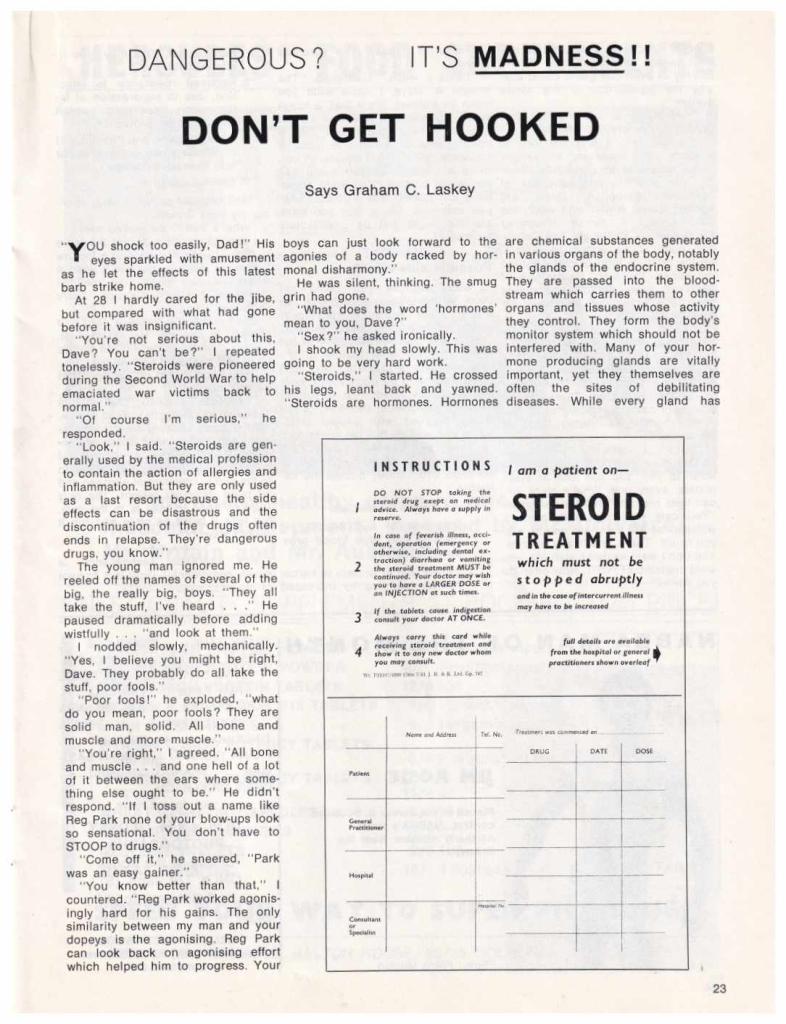 DANGEROUS? IT'S MADNESS!!
DON'T GET HOOKED
Says Graham C. Laskey
"YOU shock too easily, Dad!" His
eyes sparkled with amusement
as he let the effects of this latest
barb strike home.
At 28 I hardly cared for the jibe,
but compared with what had gone
before it was insignificant.
"You're not serious about this,
Dave? You can't be?" I repeated
tonelessly. "Steroids were pioneered
during the Second World War to help
emaciated war victims back to
normal."
"Of course I'm serious," he
responded.
"Look," I said. "Steroids are gen-
erally used by the medical profession
to contain the action of allergies and
inflammation. But they are only used
as a last resort because the side
effects can be disastrous and the
discontinuation of the drugs often
ends in relapse. They're dangerous
drugs, you know."
The young man ignored me. He
reeled off the names of several of the
big, the really big, boys. "They all
take the stuff, I've heard . . ." He
paused dramatically before adding
wistfully . . . "and look at them."
I nodded slowly, mechanically.
"Yes, I believe you might be right,
Dave. They probably do all take the
stuff, poor fools."
"Poor fools!" he exploded, "what
do you mean, poor fools? They are
solid man, solid. All bone and
muscle and more muscle."
"You're right," I agreed, "All bone
and muscle . . . and one hell of a lot
of it between the ears where some-
thing else ought to be." He didn't
respond. "If I toss out a name like
Reg Park none of your blow-ups look
so sensational. You don't have to
STOOP to drugs."
"Come off it," he sneered, "Park
was an easy gainer."
"You know better than that," I
countered. "Reg Park worked agonis-
ingly hard for his gains. The only
similarity between my man and your
dopeys is the agonising. Reg Park
can look back on agonising effort
which helped him to progress. Your
boys can just look forward to the
agonies of a body racked by hor-
monal disharmony."
He was silent, thinking. The smug
grin had gone.
"What does the word 'hormones'
mean to you, Dave?"
"Sex?" he asked ironically.
I shook my head slowly. This was
going to be very hard work.
"Steroids," I started. He crossed
his legs, leant back and yawned.
"Steroids are hormones. Hormones
are chemical substances generated
in various organs of the body, notably
the glands of the endocrine system.
They are passed into the blood-
stream which carries them to other
organs and tissues whose activity
they control. They form the body's
monitor system which should not be
interfered with. Many of your hor-
mone producing glands are vitally
important, yet they themselves are
often the sites of debilitating
diseases. While every gland has
INSTRUCTIONS
1 DO NOT STOP taking the
steroid drug exept on medical
advice. Always have a supply in
reserve.
2 In case of feverish illness, acci-
dent, operation (emergency or
otherwise, including dental ex-
traction) diarrhœa or vomiting
the steroid treatment MUST be
continued. Your doctor may wish
you to have a LARGER DOSE or
an INJECTION at such times.
3 If the tablets cause indigestion
consult your doctor AT ONCE.
4 Always carry this card while
receiving steroid treatment and
show it to any new doctor whom
you may consult.
I am a patient on—
STEROID
TREATMENT
which must not be
stopped abruptly
and in the case of intercurrent illness
may have to be increased
full details are available
from the hospital or general
practitioners shown overleaf
Name and Address Tel. No. Treatment was commenced on
DRUG DATE DOSE
Patient
General
Practitioner
Hospital
Hospital No.
Consultant
or
Specialist
23